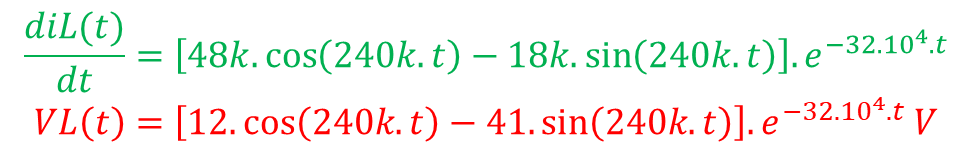 diL(t)/dt = [48k.cos(240k.t) − 18k.sin(240k.t)].e^−32.10^4.t
VL(t) = [12.cos(240k.t) − 41.sin(240k.t)].e^−32.10^4.t V